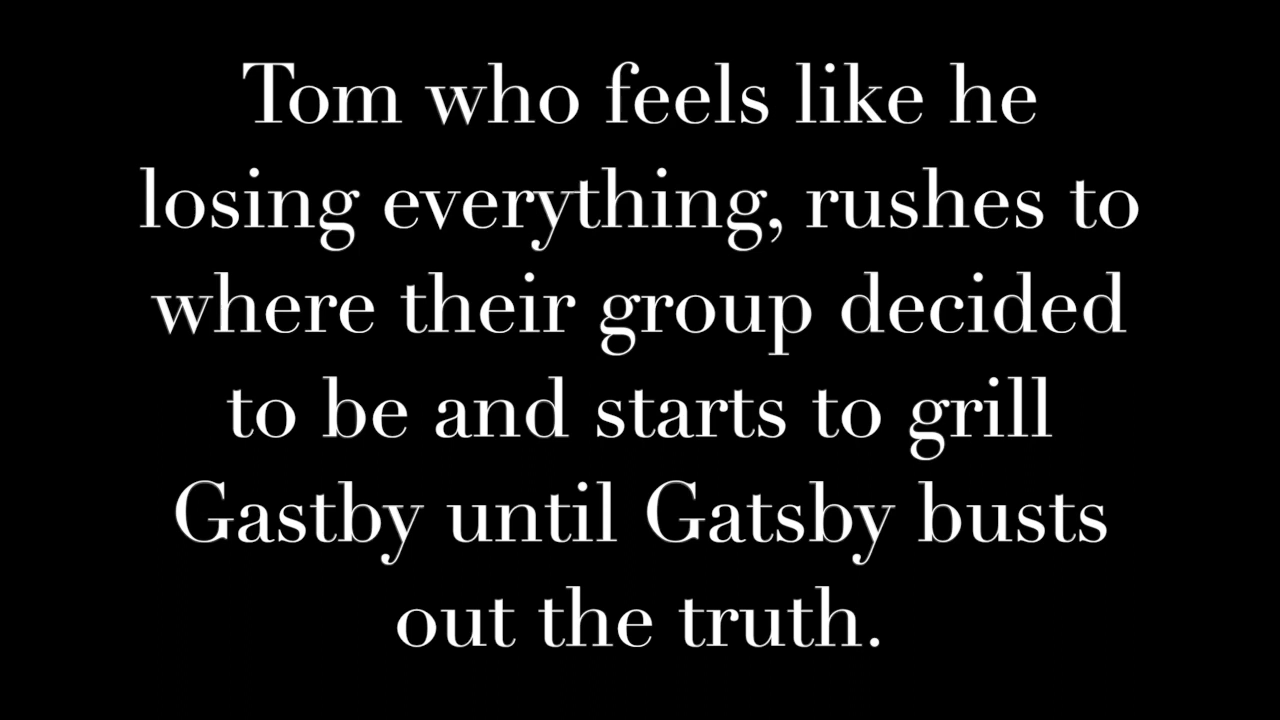 Tom who feels like he
losing everything, rushes to
where their group decided
to be and starts to grill
Gastby until Gatsby busts
out the truth.